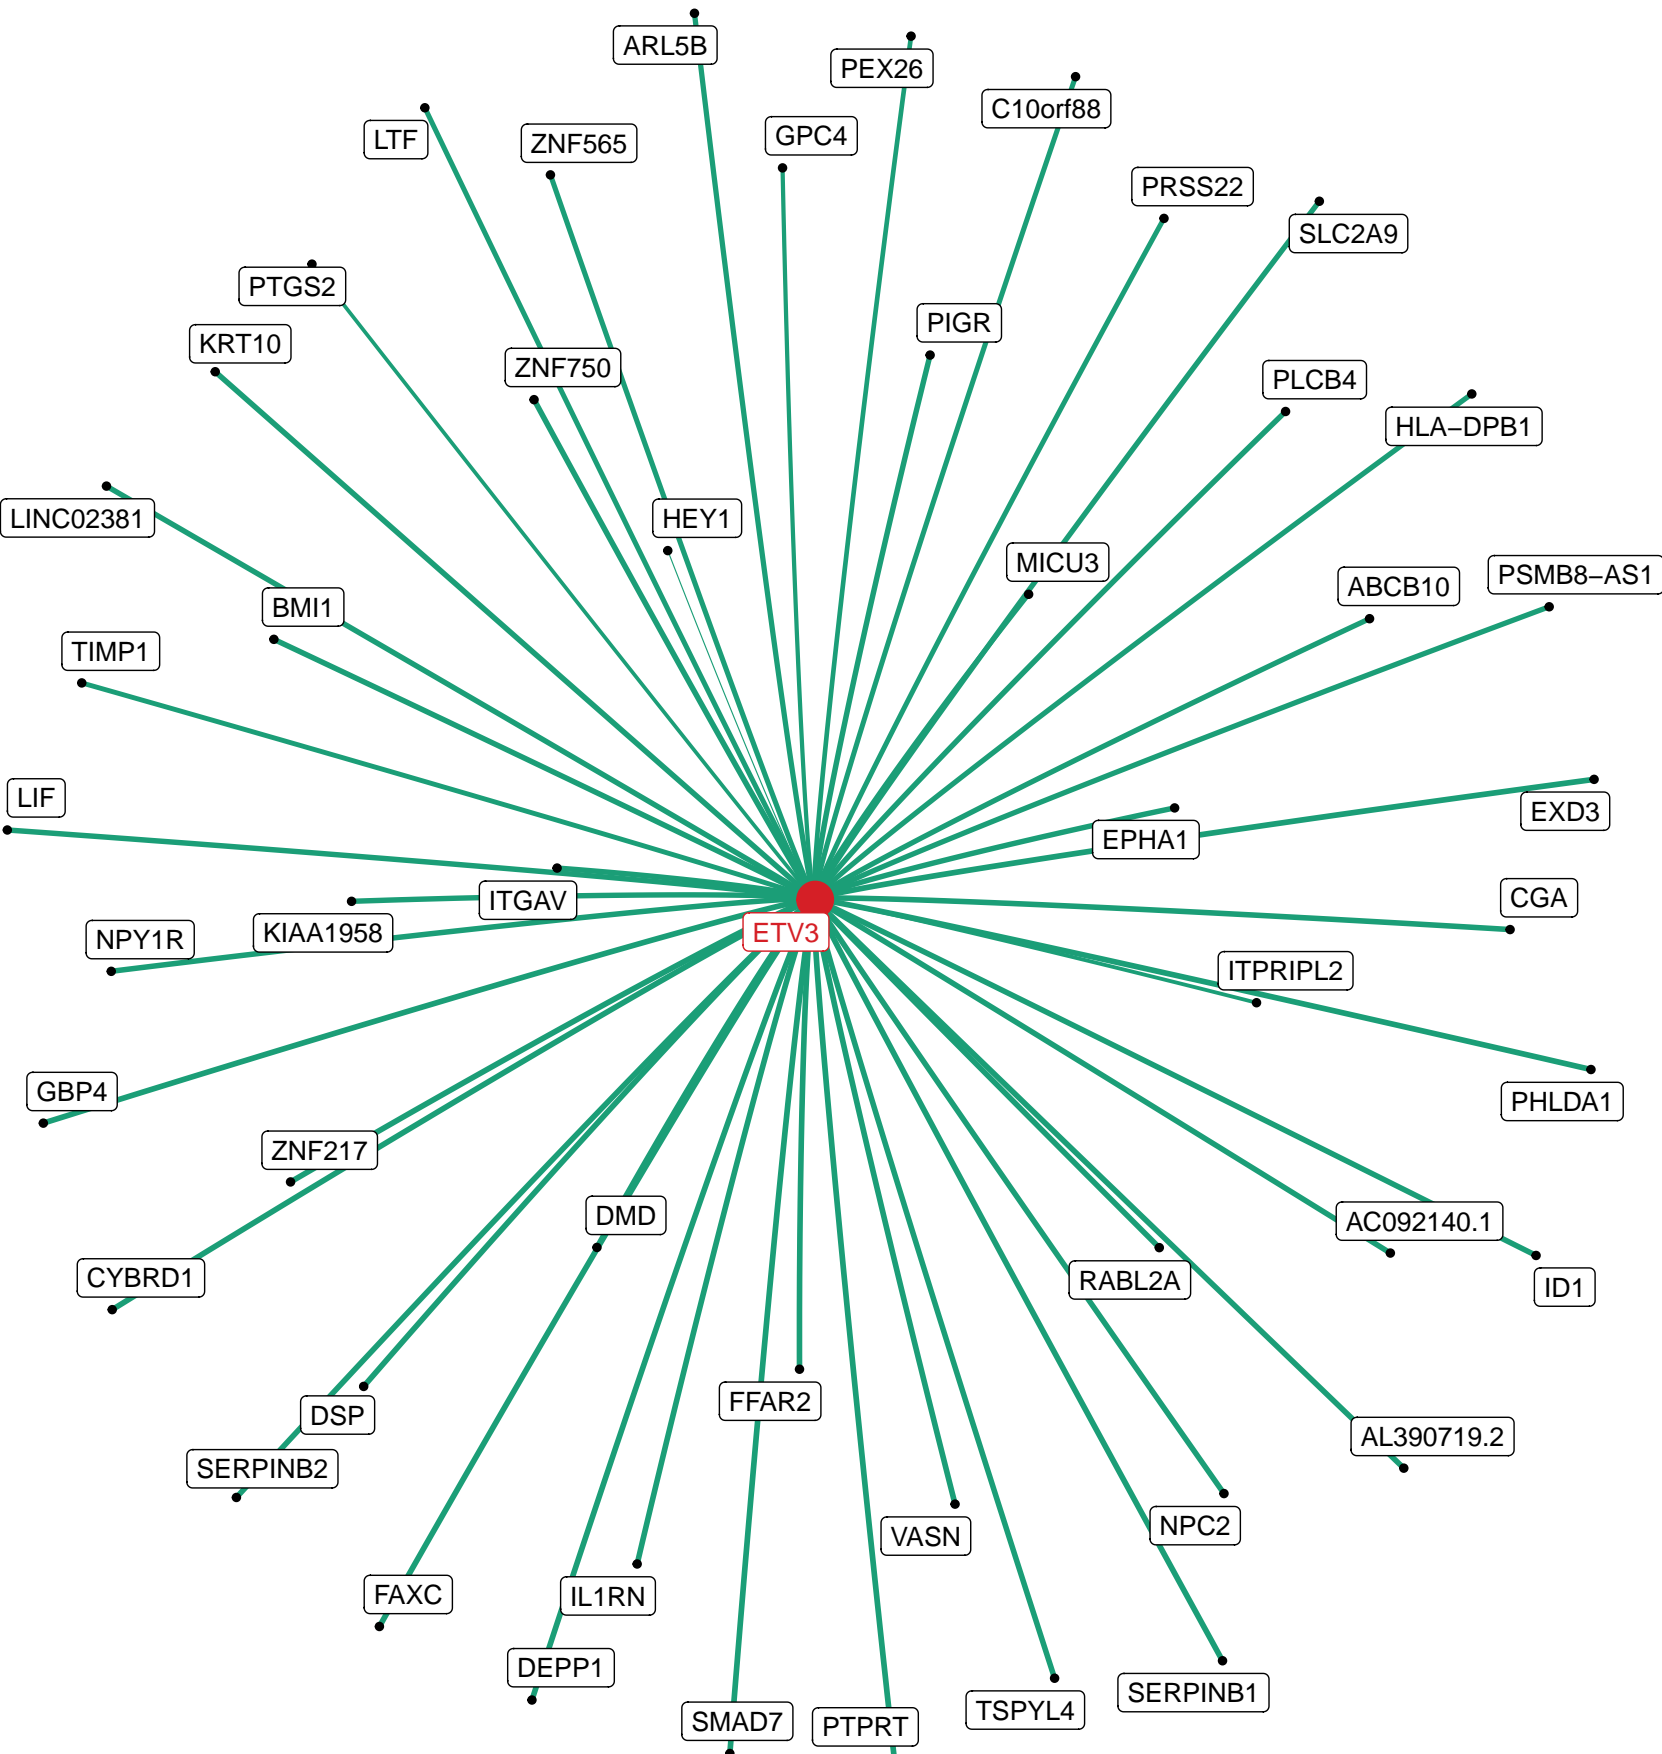 ARL5B
PEX26
C10orf88
LTF
ZNF565
GPC4
PRSS22
SLC2A9
PTGS2
KRT10
PIGR
ZNF750
PLCB4
HLA−DPB1
LINC02381
HEY1
MICU3
PSMB8−AS1
ABCB10
BMI1
TIMP1
LIF
EXD3
EPHA1
ITGAV
CGA
KIAA1958
ETV3
NPY1R
ITPRIPL2
GBP4
PHLDA1
ZNF217
DMD
AC092140.1
CYBRD1
RABL2A
ID1
FFAR2
DSP
AL390719.2
SERPINB2
NPC2
VASN
FAXC
IL1RN
DEPP1
SERPINB1
TSPYL4
SMAD7
PTPRT